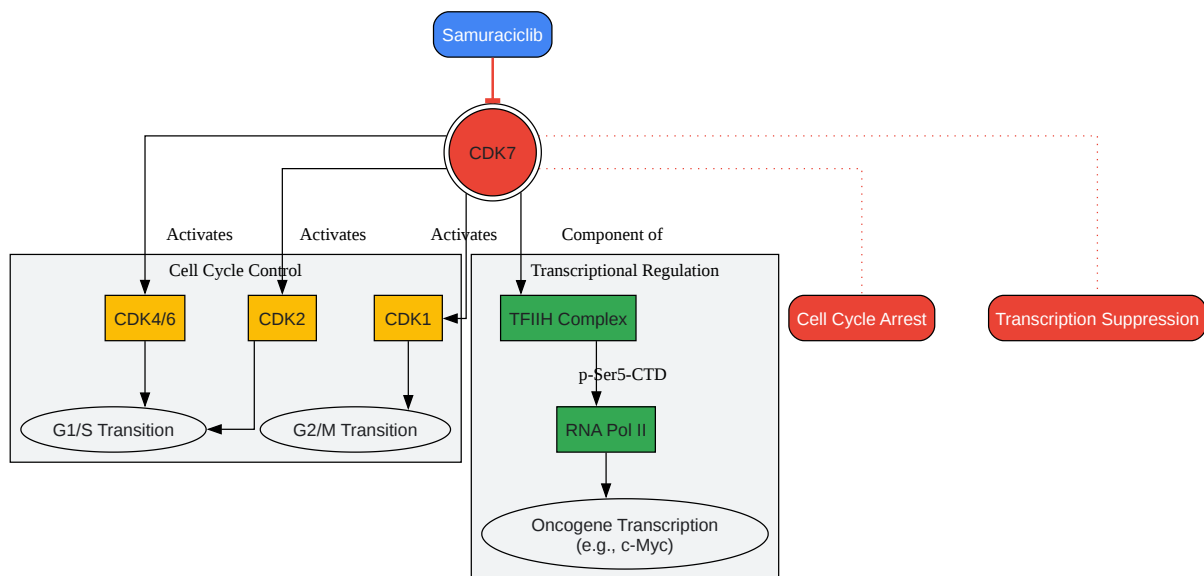 Samuraciclib
CDK7
Activates
Activates
Activates
Component of
Cell Cycle Control
Transcriptional Regulation
CDK4/6
CDK2
CDK1
TFIIH Complex
Cell Cycle Arrest
Transcription Suppression
p-Ser5-CTD
G1/S Transition
G2/M Transition
RNA Pol II
Oncogene Transcription
(e.g., c-Myc)